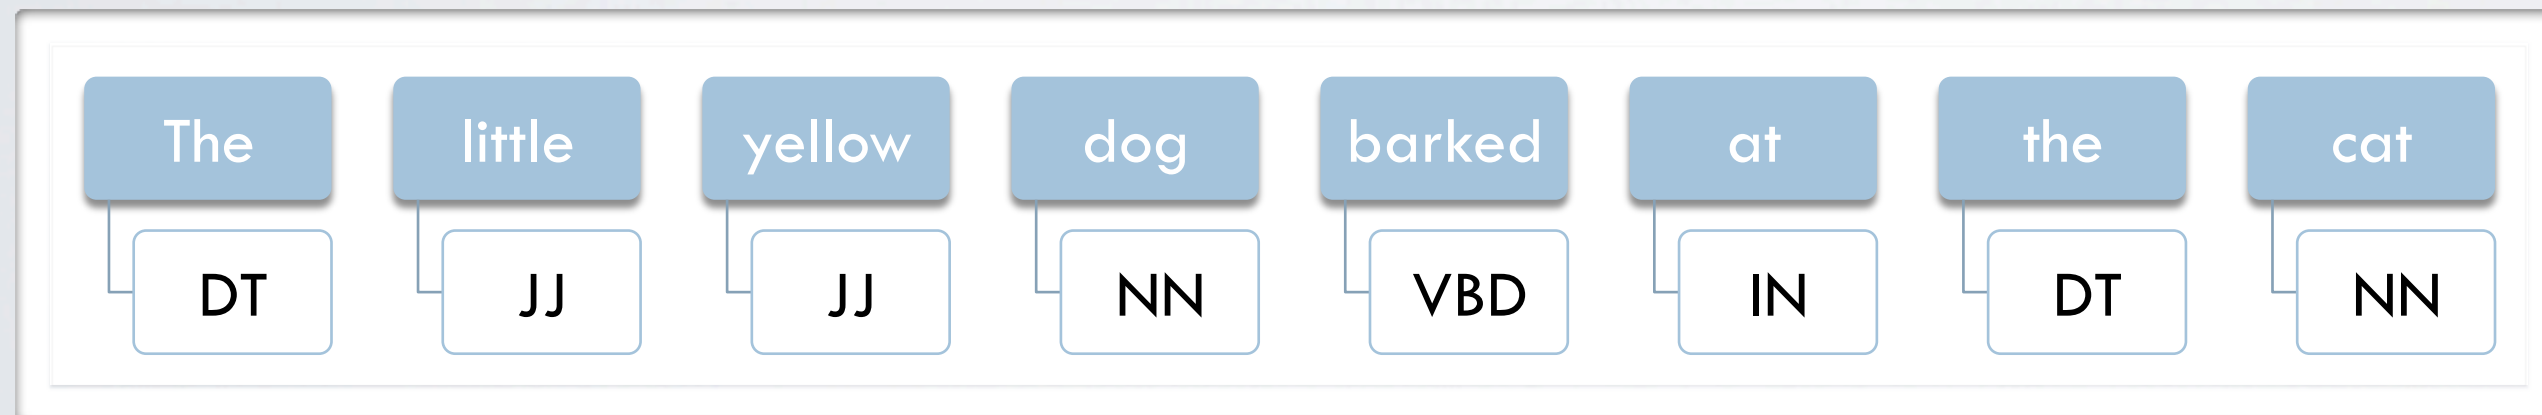 The little yellow dog barked at the cat
DT JJ JJ NN VBD IN DT NN